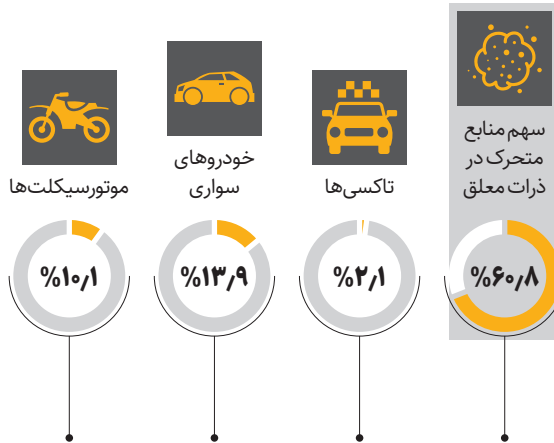 سهم منابع
متحرک در
ذرات معلق
%۶۰٫۸
تاکسی‌ها
%۲٫۱
خودروهای
سواری
%۱۳٫۹
موتورسیکلت‌ها
%۱۰٫۱